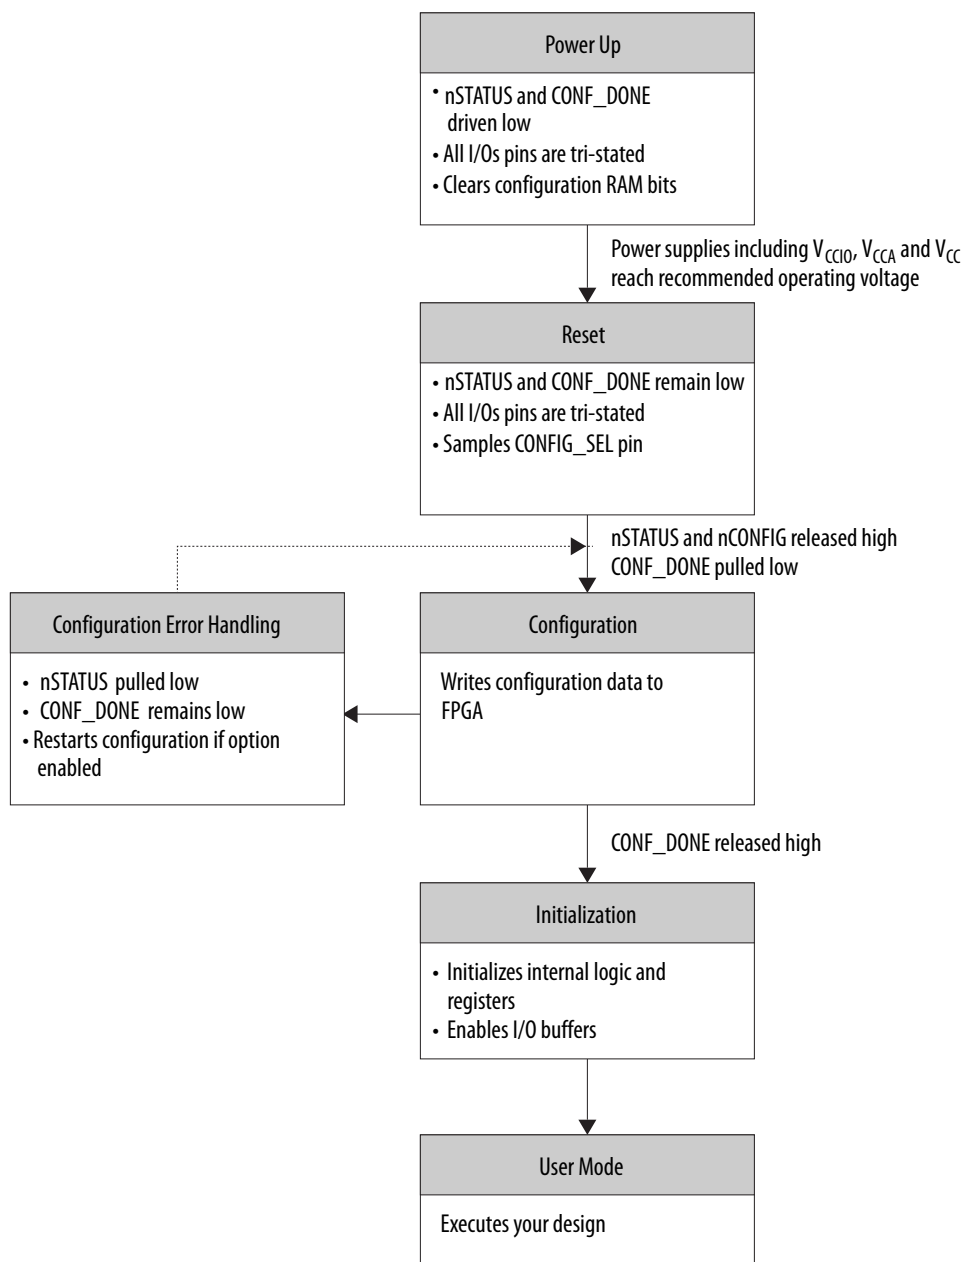 Power Up
• nSTATUS and CONF_DONE
driven low
• All I/Os pins are tri-stated
• Clears configuration RAM bits
Power supplies including VCCIO, VCCA and VCC
reach recommended operating voltage
Reset
• nSTATUS and CONF_DONE remain low
• All I/Os pins are tri-stated
• Samples CONFIG_SEL pin
nSTATUS and nCONFIG released high
CONF_DONE pulled low
Configuration Error Handling
• nSTATUS pulled low
• CONF_DONE remains low
• Restarts configuration if option
enabled
Configuration
Writes configuration data to
FPGA
CONF_DONE released high
Initialization
• Initializes internal logic and
registers
• Enables I/O buffers
User Mode
Executes your design